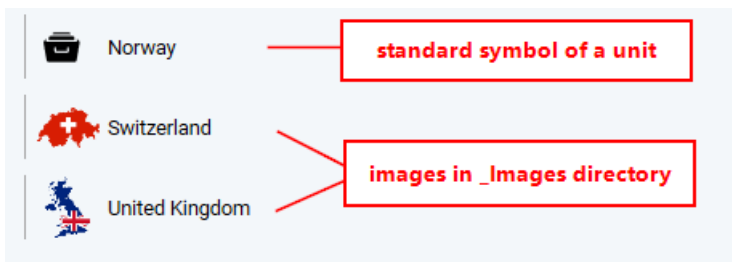 Norway
standard symbol of a unit
Switzerland
images in _Images directory
United Kingdom